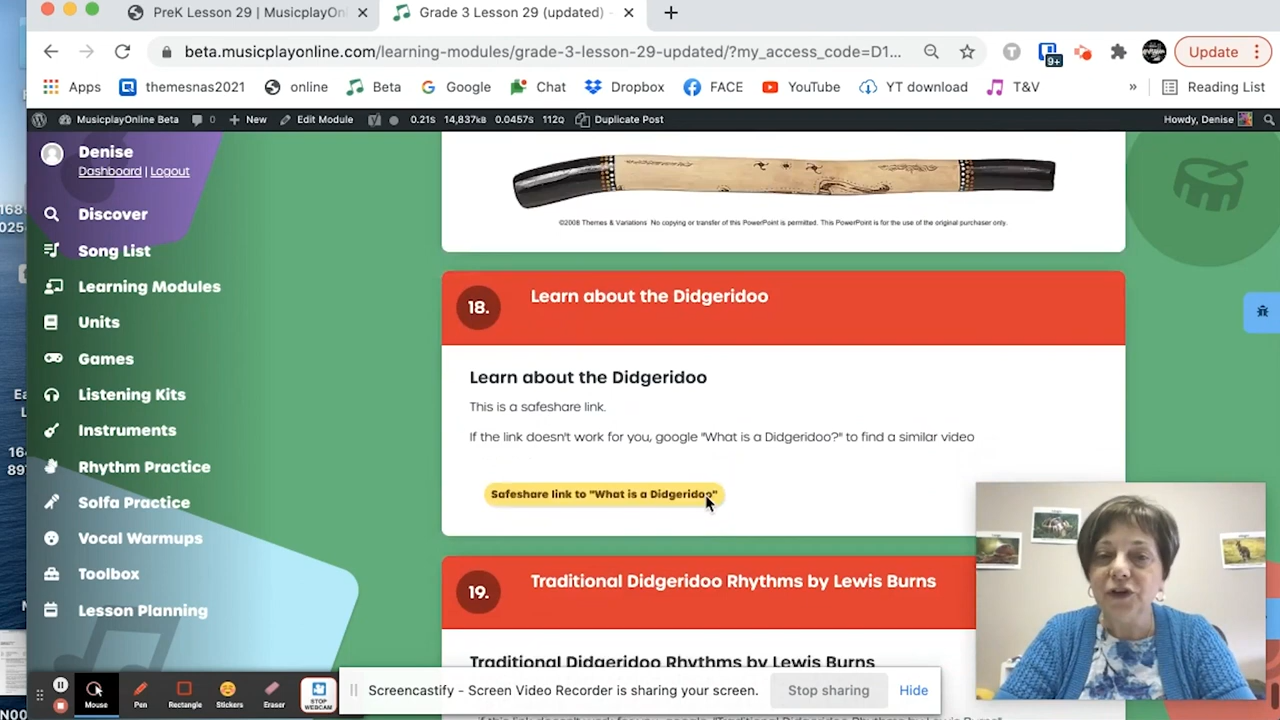 PreK Lesson 29 | MusicplayOnl
Grade 3 Lesson 29 (updated) -
beta.musicplayonline.com/learning-modules/grade-3-lesson-29-updated/?my_access_code=D1...
T
9+
Update
Apps
themesnas2021
online
Beta
Google
Chat
Dropbox
FACE
YouTube
YT download
T&V
»
Reading List
MusicplayOnline Beta
0
New
Edit Module
0.21s 14,837kB 0.0457s 112Q
Duplicate Post
Howdy, Denise
Denise
Dashboard | Logout
Discover
Song List
Learning Modules
Units
Games
Listening Kits
Instruments
Rhythm Practice
Solfa Practice
Vocal Warmups
Toolbox
Lesson Planning
©2008 Themes & Variations No copying or transfer of this PowerPoint is permitted. This PowerPoint is for the use of the original purchaser only.
18.
Learn about the Didgeridoo
Learn about the Didgeridoo
This is a safeshare link.
If the link doesn't work for you, google "What is a Didgeridoo?" to find a similar video
Safeshare link to "What is a Didgeridoo"
19.
Traditional Didgeridoo Rhythms by Lewis Burns
Traditional Didgeridoo Rhythms by Lewis Burns
Mouse
Pen
Rectangle
Stickers
Eraser
STOP
WEBCAM
Screencastify - Screen Video Recorder is sharing your screen.
Stop sharing
Hide